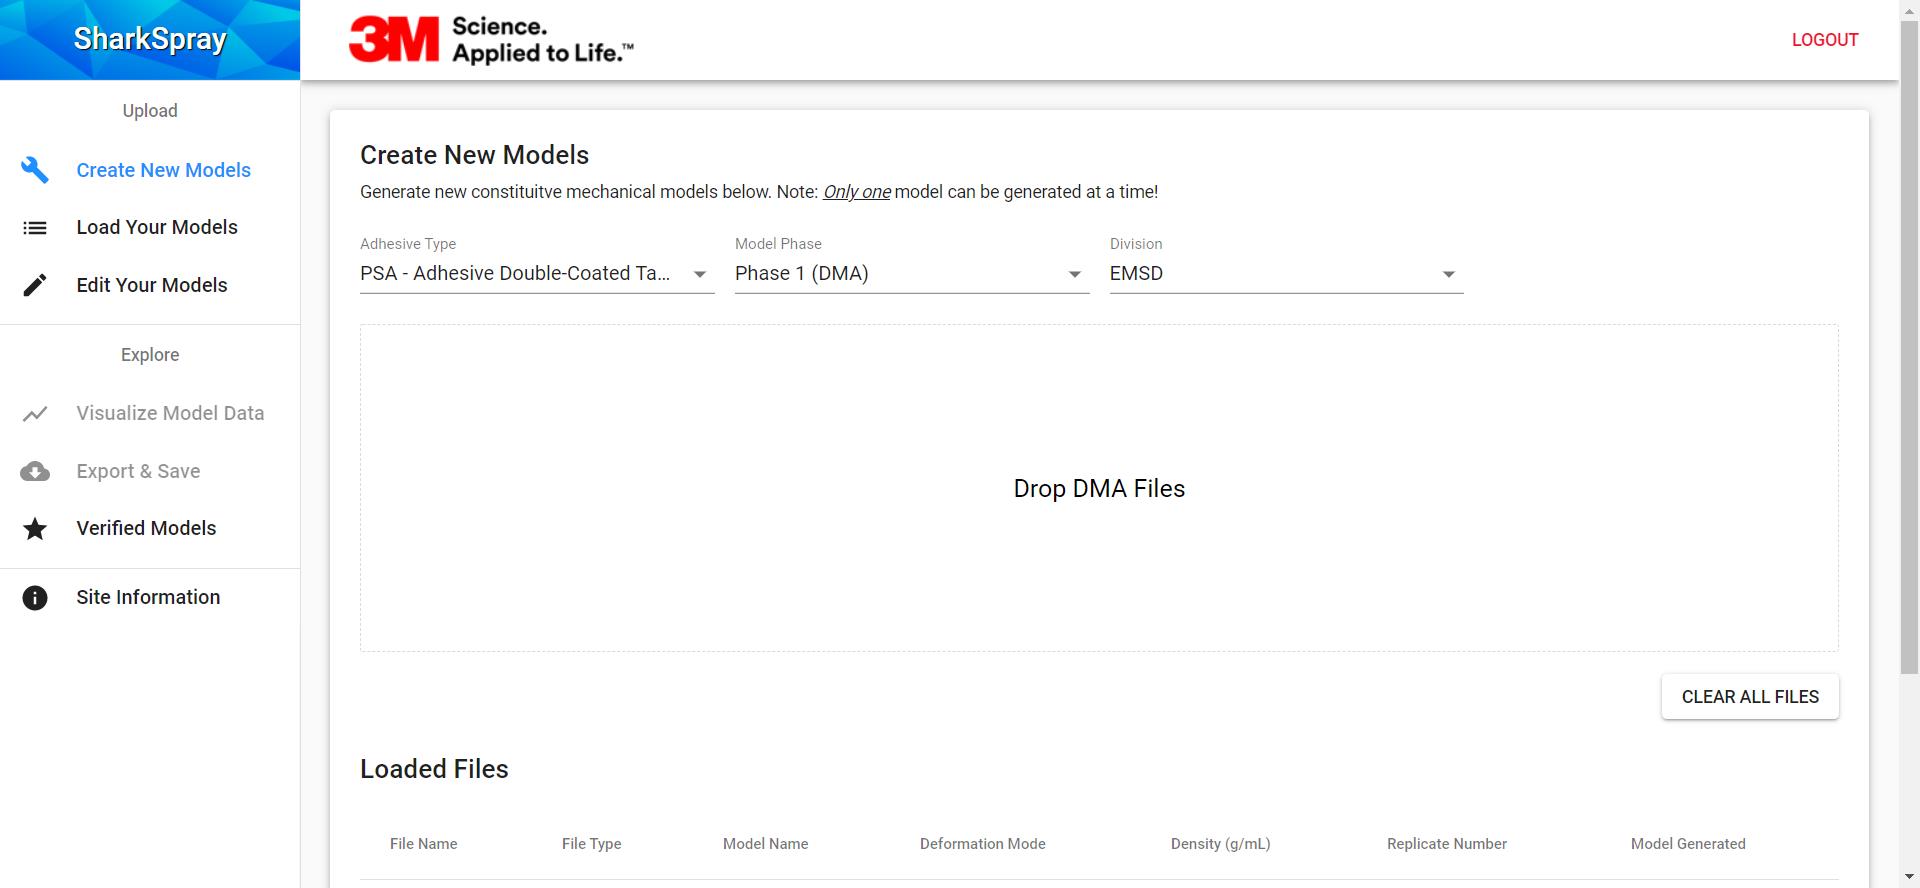 SharkSpray
3M Science.
Applied to Life.™
LOGOUT
Upload
Create New Models
Load Your Models
Edit Your Models
Explore
Visualize Model Data
Export & Save
Verified Models
Site Information
Create New Models
Generate new constituitve mechanical models below. Note: Only one model can be generated at a time!
Adhesive Type
PSA - Adhesive Double-Coated Ta...
Model Phase
Phase 1 (DMA)
Division
EMSD
Drop DMA Files
CLEAR ALL FILES
Loaded Files
File Name File Type Model Name Deformation Mode Density (g/mL) Replicate Number Model Generated